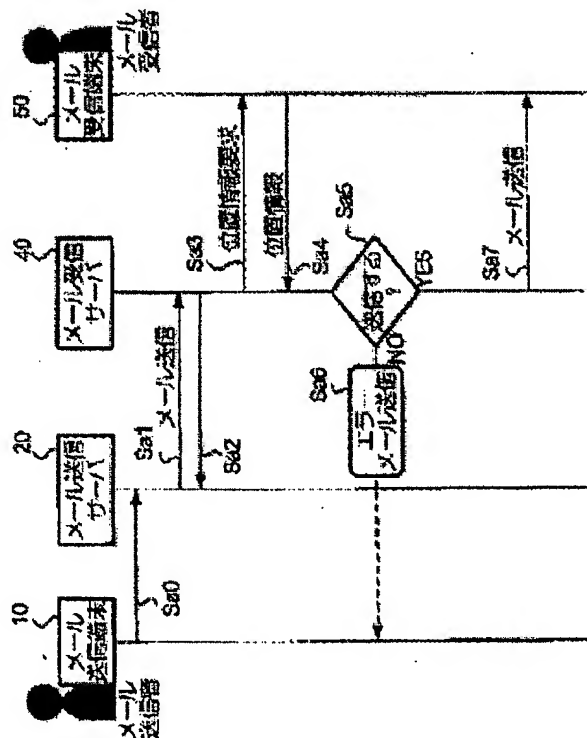 10
メール
送信端末
メール
送信者
20
メール送信
サーバ
40
メール受信
サーバ
50
メール
受信端末
メール
受信者
Sa0
Sa1
メール送信
Sa2
Sa3
位置情報要求
位置情報
Sa4
Sa5
送信する
?
NO
YES
Sa6
エラー
メール送信
Sa7
メール送信